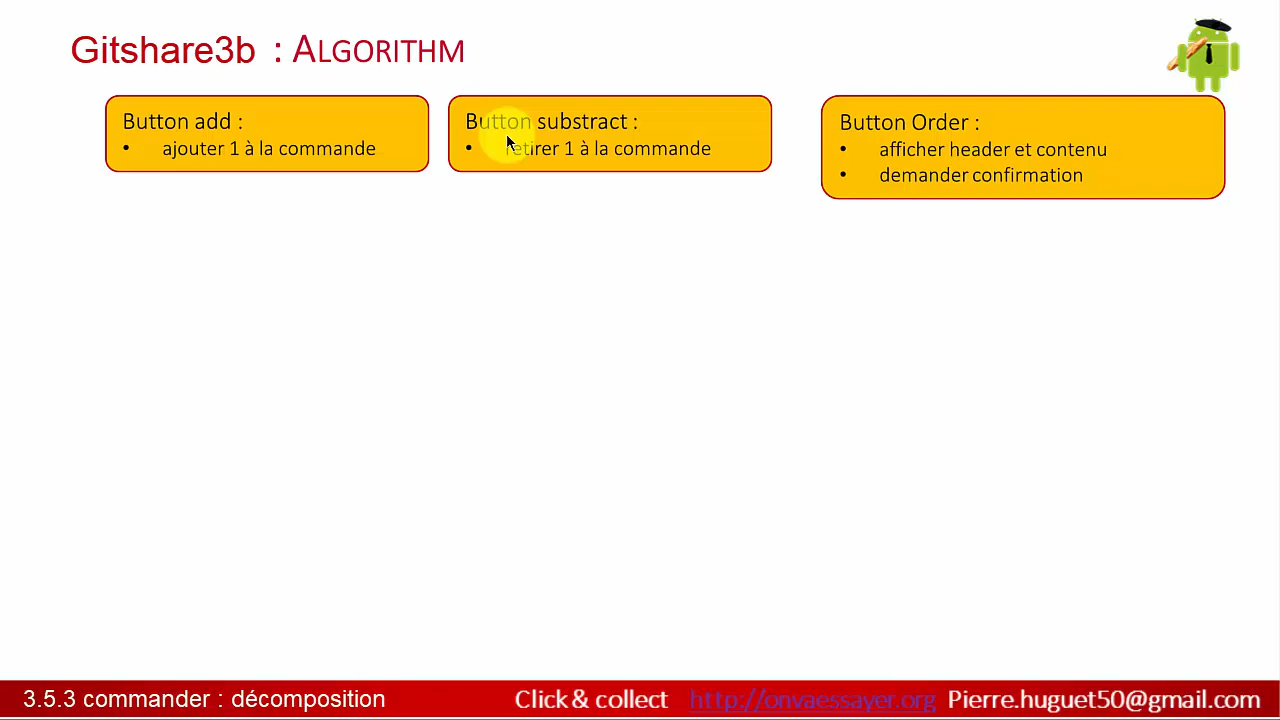 Gitshare3b : ALGORITHM
Button add :
• ajouter 1 à la commande
Button substract :
• retirer 1 à la commande
Button Order :
• afficher header et contenu
• demander confirmation
3.5.3 commander : décomposition
Click & collect http://onvaessayer.org Pierre.huguet50@gmail.com